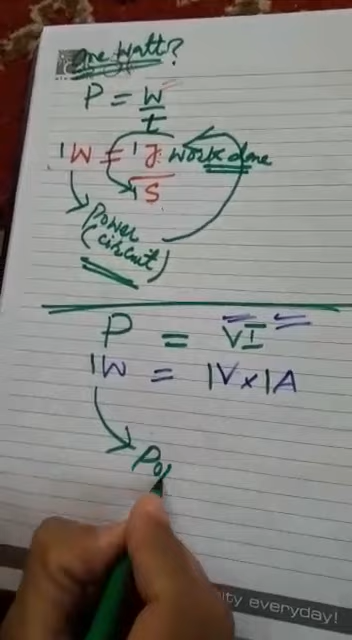 one watt?
P = W
t
1W = 1J work done
1S
Power
(circuit)
P = VI
1W = 1V × 1A
Po
ity everyday!